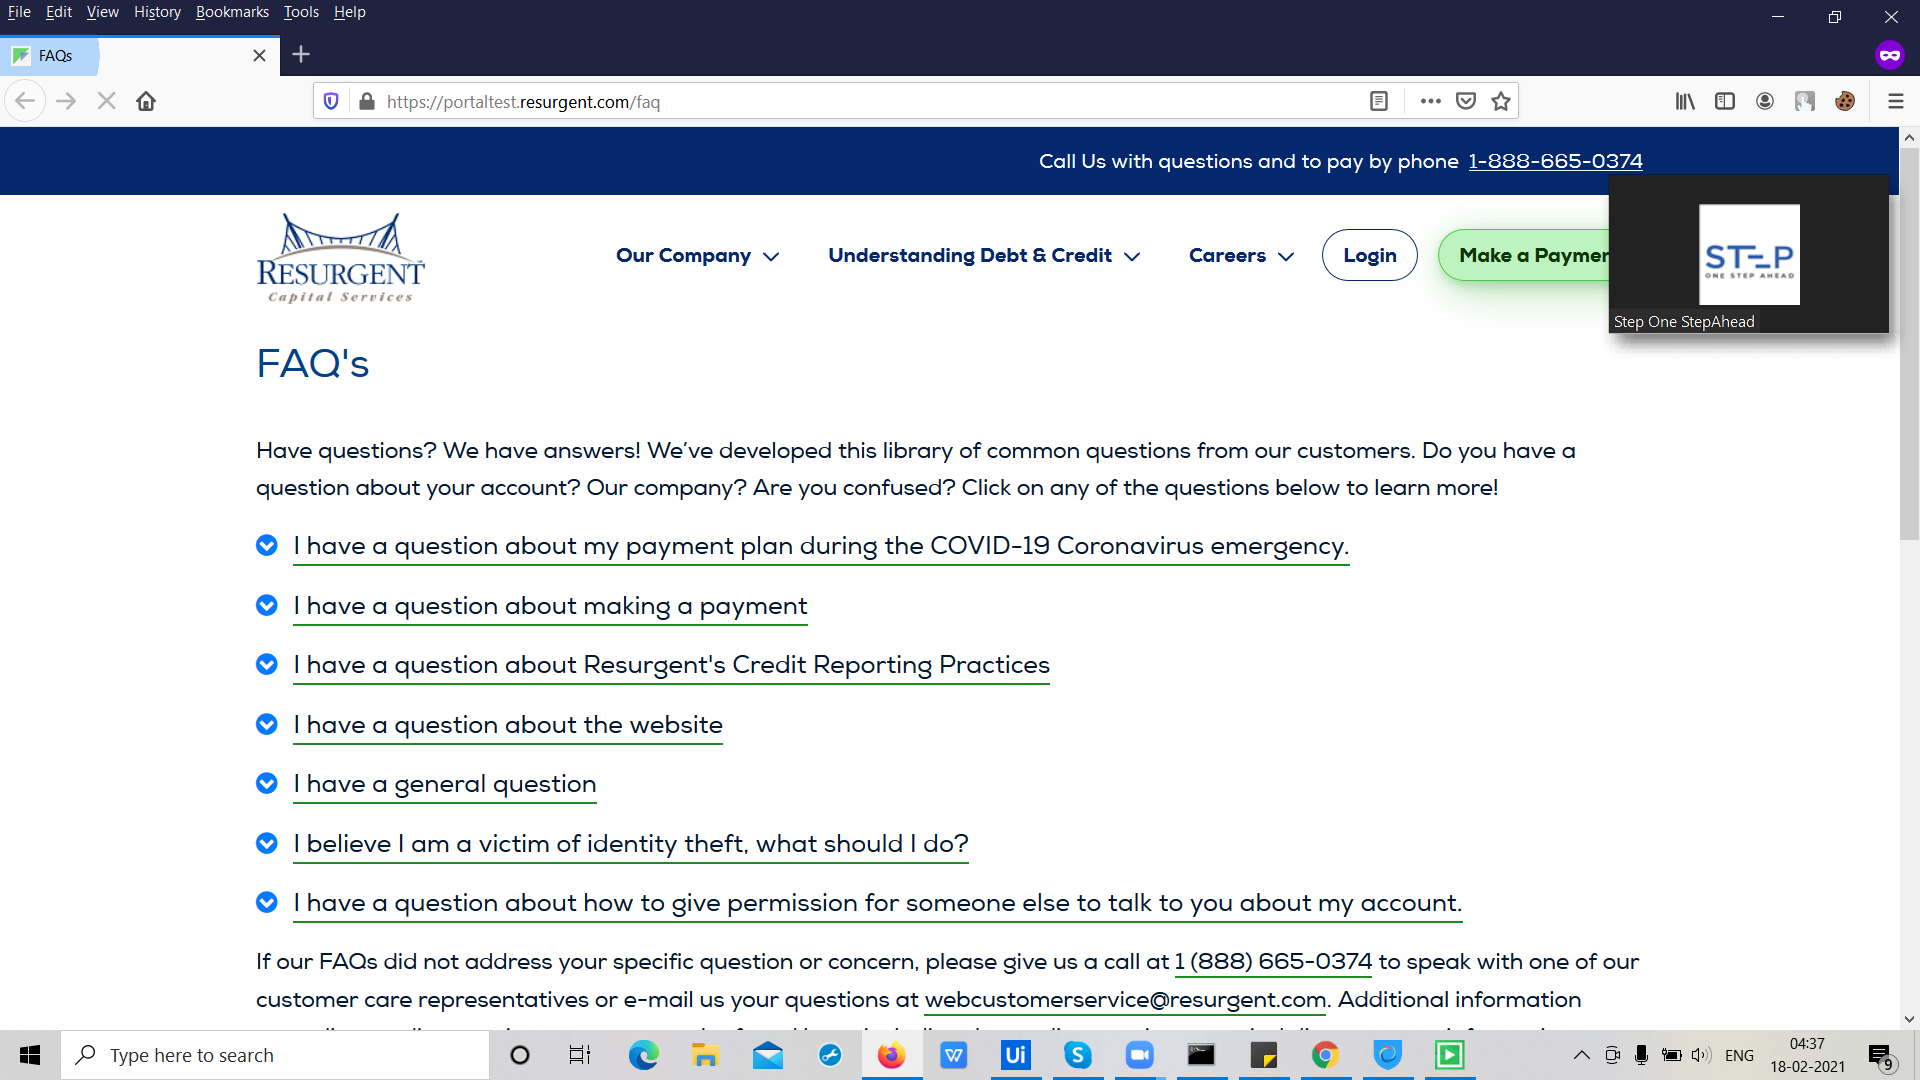 File Edit View History Bookmarks Tools Help
FAQs
https://portaltest.resurgent.com/faq
Call Us with questions and to pay by phone 1-888-665-0374
RESURGENT
Capital Services
Our Company
Understanding Debt & Credit
Careers
Login
Make a Paymen
STEP
ONE STEP AHEAD
Step One StepAhead
FAQ's
Have questions? We have answers! We've developed this library of common questions from our customers. Do you have a
question about your account? Our company? Are you confused? Click on any of the questions below to learn more!
I have a question about my payment plan during the COVID-19 Coronavirus emergency.
I have a question about making a payment
I have a question about Resurgent's Credit Reporting Practices
I have a question about the website
I have a general question
I believe I am a victim of identity theft, what should I do?
I have a question about how to give permission for someone else to talk to you about my account.
If our FAQs did not address your specific question or concern, please give us a call at 1 (888) 665-0374 to speak with one of our
customer care representatives or e-mail us your questions at webcustomerservice@resurgent.com. Additional information
Type here to search
W
Ui
S
ENG
04:37
18-02-2021
9